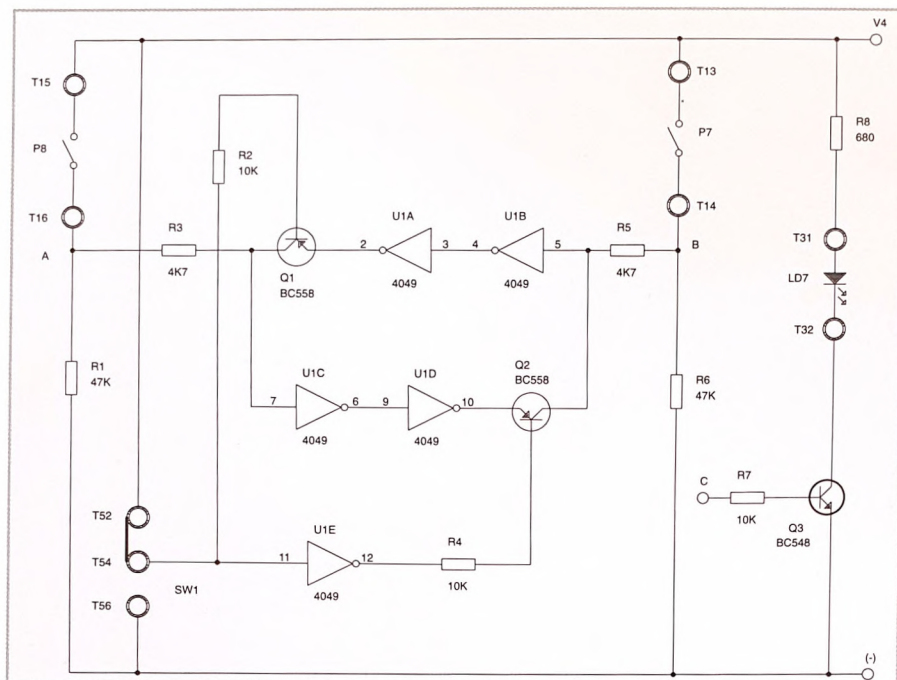 V4
T15
T13
P8
R2
10K
P7
R8
680
T16
T14
R3
U1A
U1B
R5
T31
A
2
3
4
5
B
4K7
Q1
BC558
4049
4049
4K7
LD7
T32
R1
47K
U1C
U1D
Q2
BC558
R6
47K
7
6
9
10
4049
4049
C
R7
10K
Q3
BC548
T52
T54
U1E
11
12
R4
10K
SW1
4049
T56
(-)